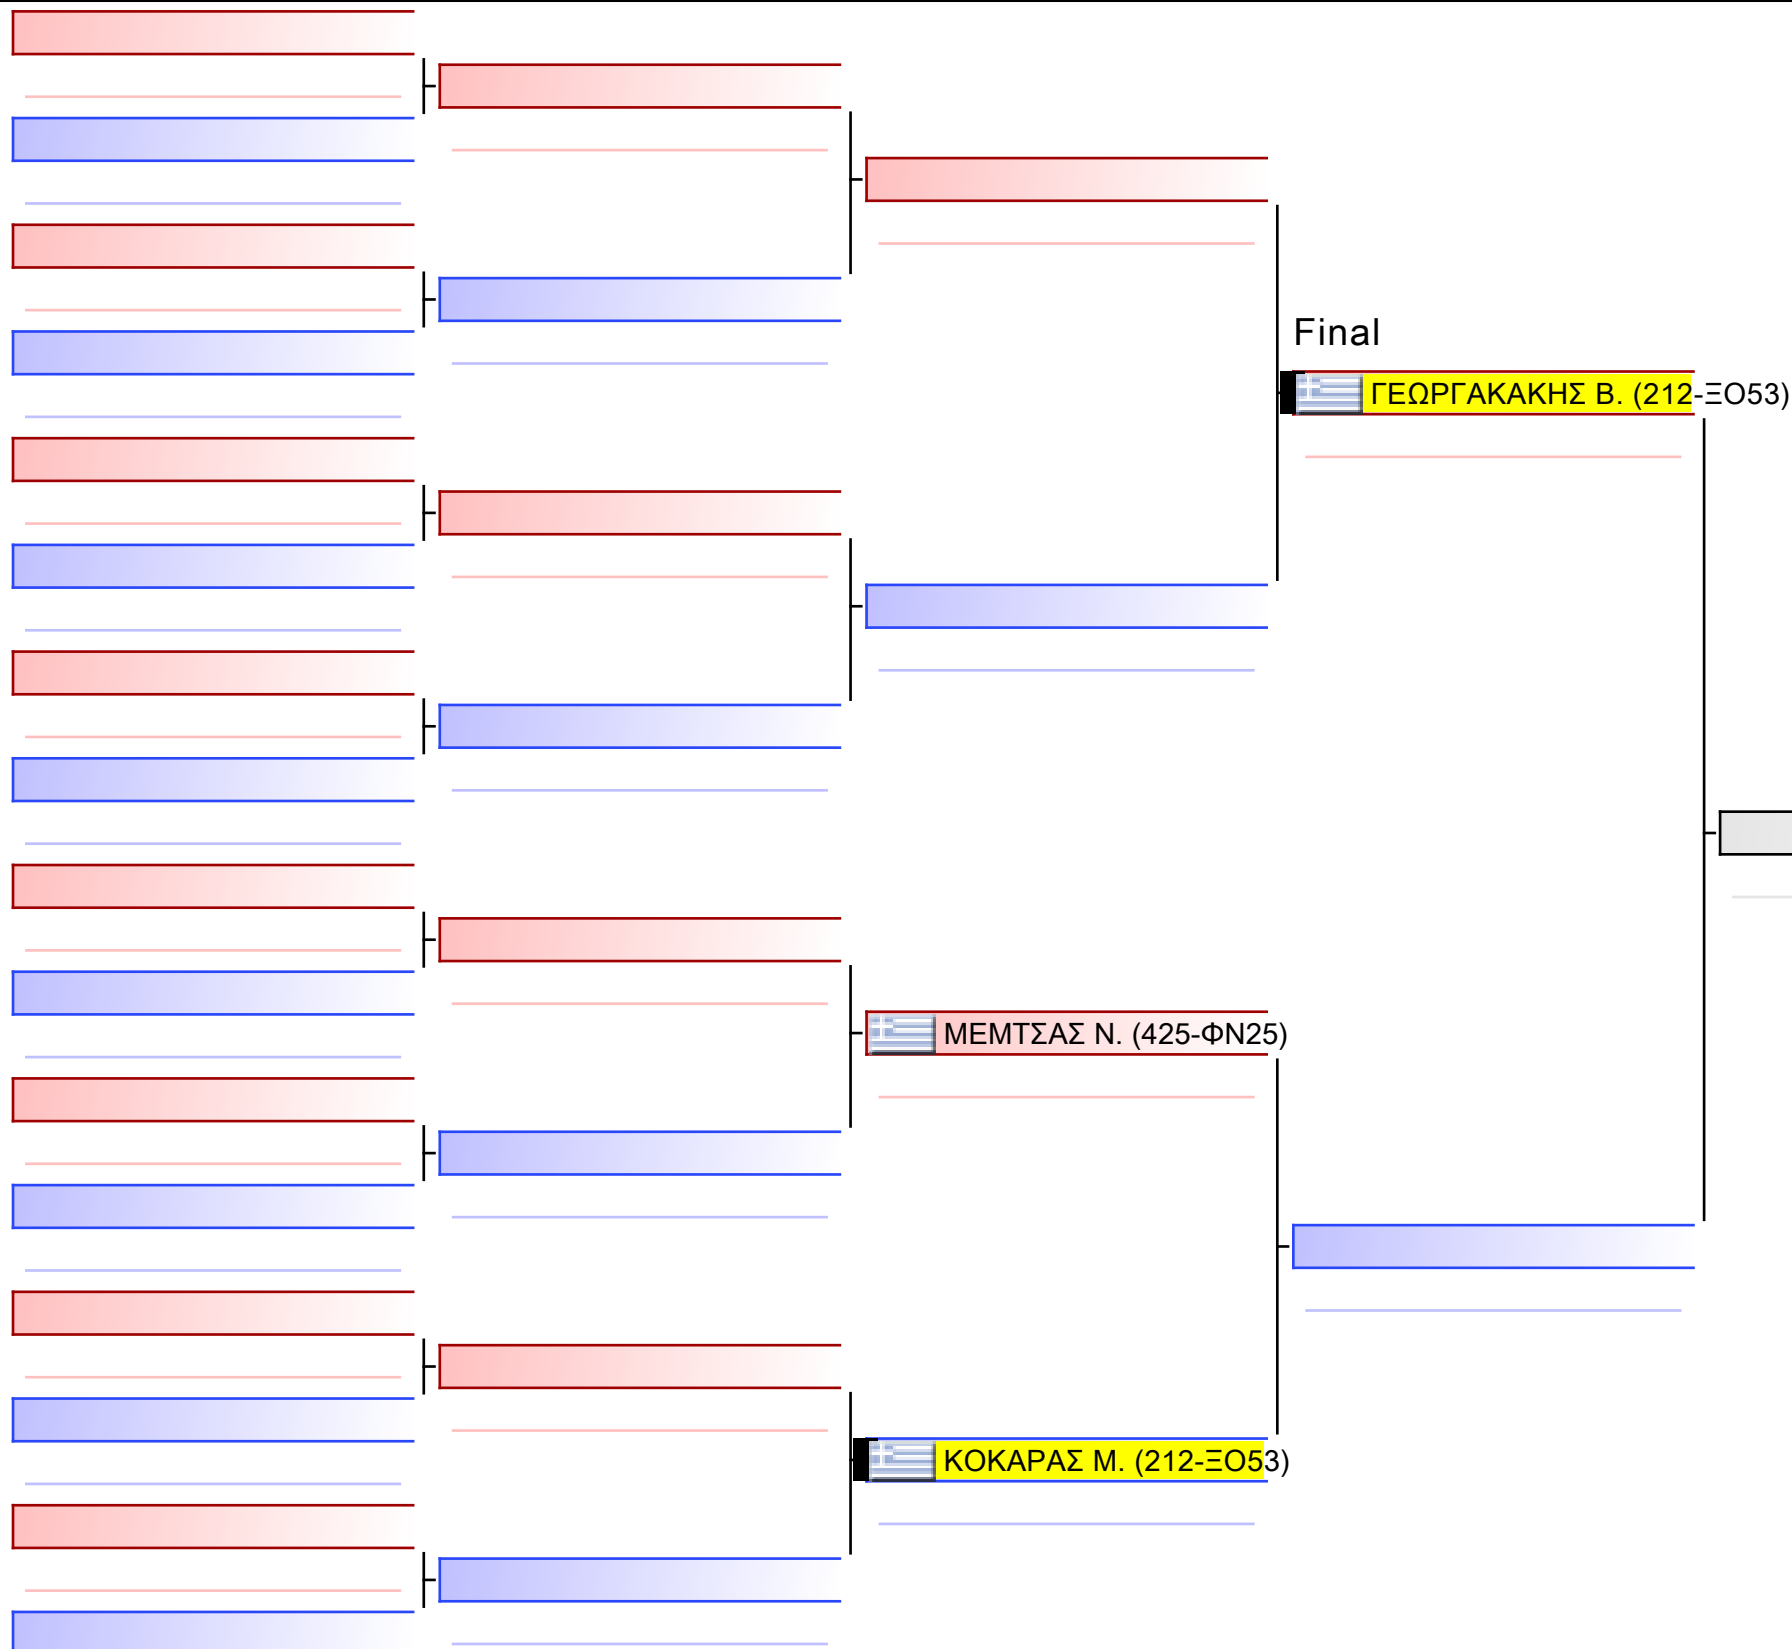 Final
ΓΕΩΡΓΑΚΑΚΗΣ Β. (212-ΞΟ53)
ΜΕΜΤΣΑΣ Ν. (425-ΦΝ25)
ΚΟΚΑΡΑΣ Μ. (212-ΞΟ53)